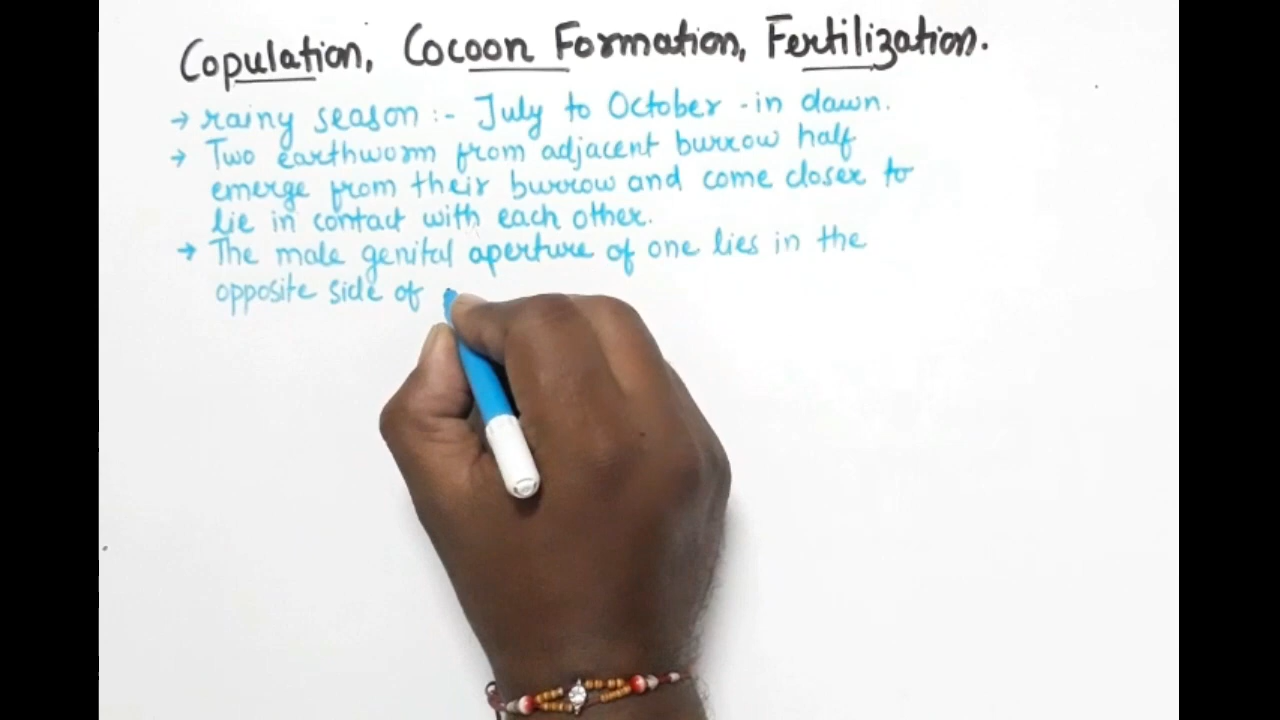 Copulation, Cocoon Formation, Fertilization.
→ rainy season :- July to October - in dawn.
→ Two earthworm from adjacent burrow half
emerge from their burrow and come closer to
lie in contact with each other.
→ The male genital aperture of one lies in the
opposite side of